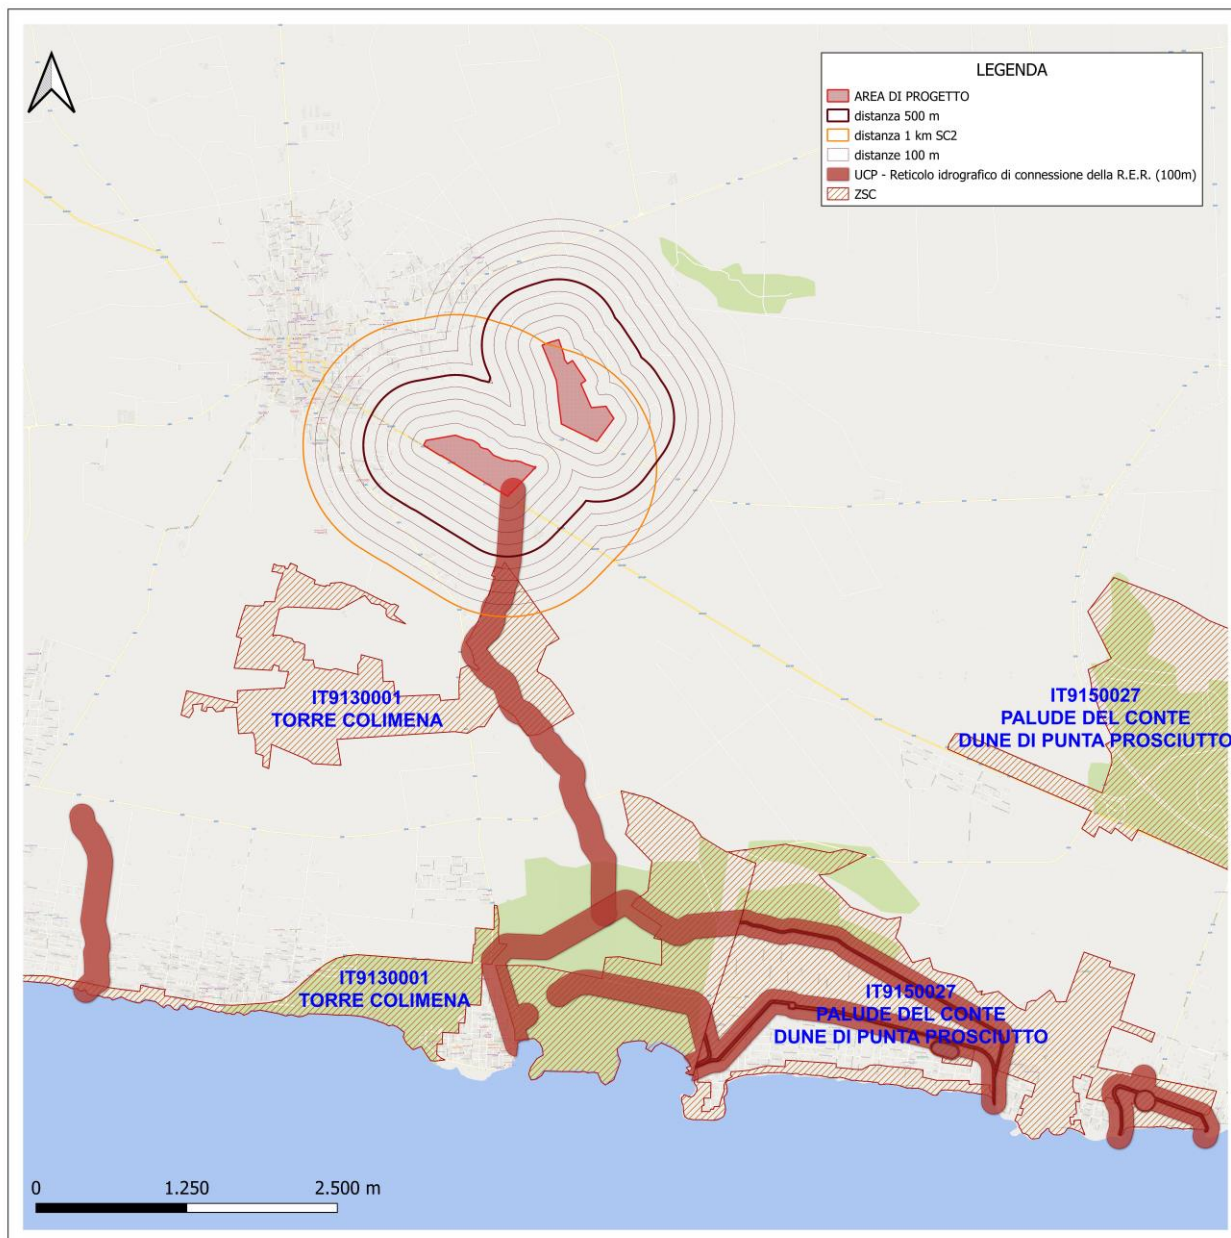 LEGENDA
AREA DI PROGETTO
distanza 500 m
distanza 1 km SC2
distanze 100 m
UCP - Reticolo idrografico di connessione della R.E.R. (100m)
ZSC
IT9130001
TORRE COLIMENA
IT9150027
PALUDE DEL CONTE
DUNE DI PUNTA PROSCIUTTO
IT9130001
TORRE COLIMENA
IT9150027
PALUDE DEL CONTE
DUNE DI PUNTA PROSCIUTTO
0 1.250 2.500 m